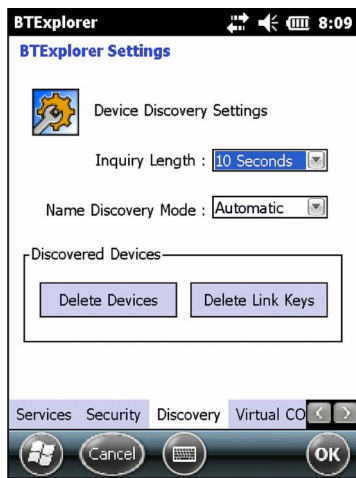 BTExplorer 8:09
BTExplorer Settings
Device Discovery Settings
Inquiry Length : 10 Seconds
Name Discovery Mode : Automatic
Discovered Devices
Delete Devices Delete Link Keys
Services Security Discovery Virtual CO
Cancel OK